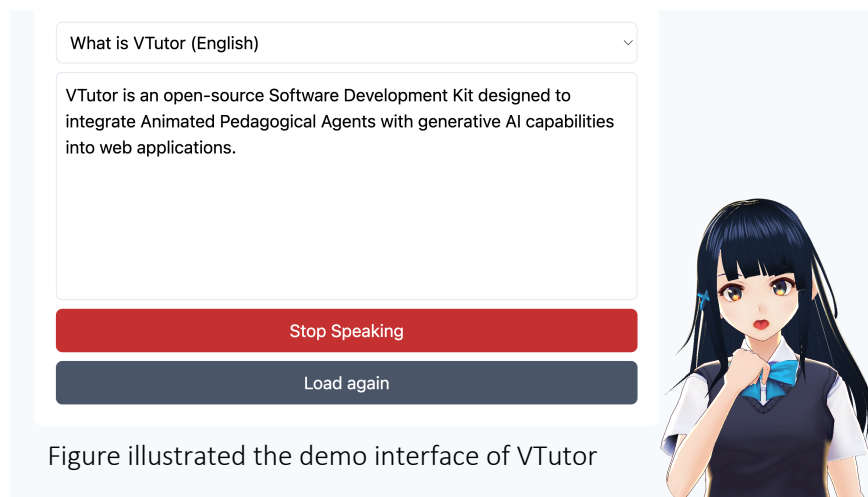 What is VTutor (English)
VTutor is an open-source Software Development Kit designed to
integrate Animated Pedagogical Agents with generative AI capabilities
into web applications.
Stop Speaking
Load again
Figure illustrated the demo interface of VTutor